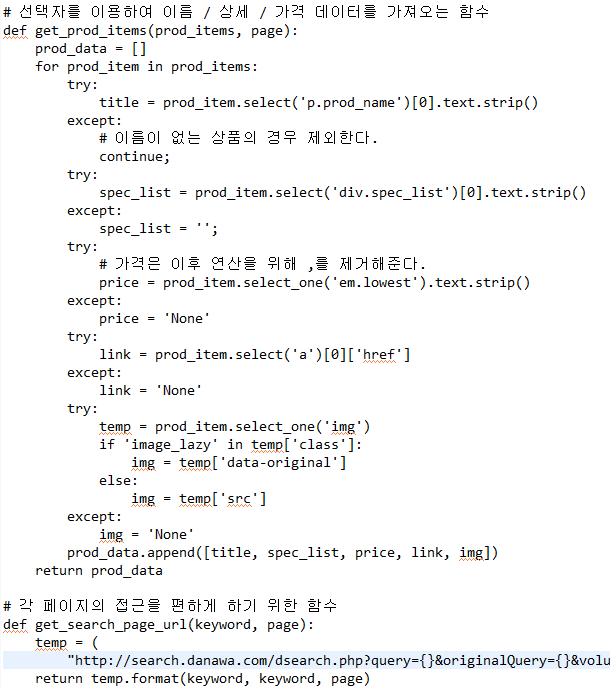 # 선택자를 이용하여 이름 / 상세 / 가격 데이터를 가져오는 함수
def get_prod_items(prod_items, page):
    prod_data = []
    for prod_item in prod_items:
        try:
            title = prod_item.select('p.prod_name')[0].text.strip()
        except:
            # 이름이 없는 상품의 경우 제외한다.
            continue;
        try:
            spec_list = prod_item.select('div.spec_list')[0].text.strip()
        except:
            spec_list = '';
        try:
            # 가격은 이후 연산을 위해 ,를 제거해준다.
            price = prod_item.select_one('em.lowest').text.strip()
        except:
            price = 'None'
        try:
            link = prod_item.select('a')[0]['href']
        except:
            link = 'None'
        try:
            temp = prod_item.select_one('img')
            if 'image_lazy' in temp['class']:
                img = temp['data-original']
            else:
                img = temp['src']
        except:
            img = 'None'
        prod_data.append([title, spec_list, price, link, img])
    return prod_data

# 각 페이지의 접근을 편하게 하기 위한 함수
def get_search_page_url(keyword, page):
    temp = (
        "http://search.danawa.com/dsearch.php?query={}&originalQuery={}&volu
    return temp.format(keyword, keyword, page)